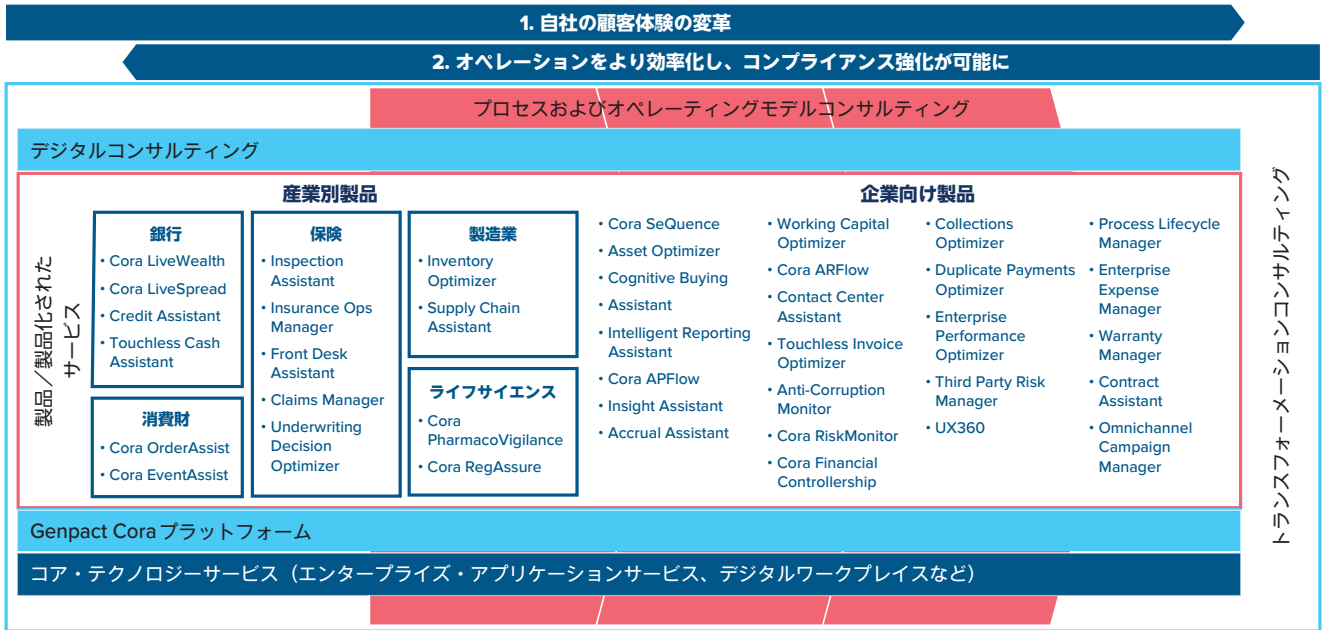 1. 自社の顧客体験の変革
2. オペレーションをより効率化し、コンプライアンス強化が可能に
プロセスおよびオペレーティングモデルコンサルティング
デジタルコンサルティング
製品／製品化された
サービス
産業別製品
銀行
• Cora LiveWealth
• Cora LiveSpread
• Credit Assistant
• Touchless Cash
Assistant
消費財
• Cora OrderAssist
• Cora EventAssist
保険
• Inspection
Assistant
• Insurance Ops
Manager
• Front Desk
Assistant
• Claims Manager
• Underwriting
Decision
Optimizer
製造業
• Inventory
Optimizer
• Supply Chain
Assistant
ライフサイエンス
• Cora
PharmacoVigilance
• Cora RegAssure
企業向け製品
• Cora SeQuence
• Asset Optimizer
• Cognitive Buying
• Assistant
• Intelligent Reporting
Assistant
• Cora APFlow
• Insight Assistant
• Accrual Assistant
• Working Capital
Optimizer
• Cora ARFlow
• Contact Center
Assistant
• Touchless Invoice
Optimizer
• Anti-Corruption
Monitor
• Cora RiskMonitor
• Cora Financial
Controllership
• Collections
Optimizer
• Duplicate Payments
Optimizer
• Enterprise
Performance
Optimizer
• Third Party Risk
Manager
• UX360
• Process Lifecycle
Manager
• Enterprise
Expense
Manager
• Warranty
Manager
• Contract
Assistant
• Omnichannel
Campaign
Manager
トランスフォーメーションコンサルティング
Genpact Cora プラットフォーム
コア・テクノロジーサービス（エンタープライズ・アプリケーションサービス、デジタルワークプレイスなど）